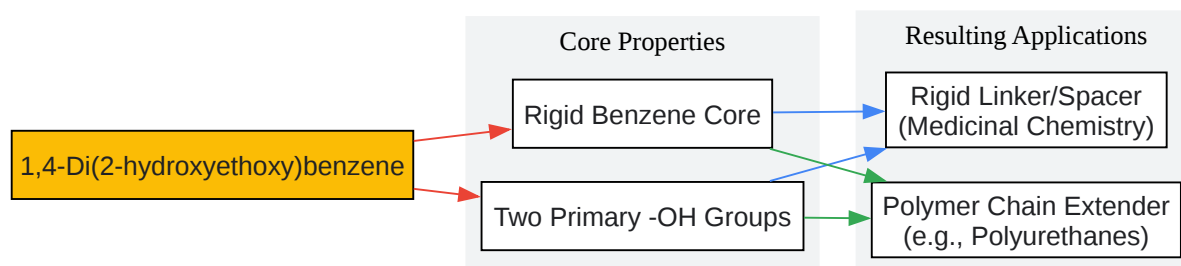 Core Properties
Resulting Applications
1,4-Di(2-hydroxyethoxy)benzene
Rigid Benzene Core
Two Primary -OH Groups
Rigid Linker/Spacer
(Medicinal Chemistry)
Polymer Chain Extender
(e.g., Polyurethanes)